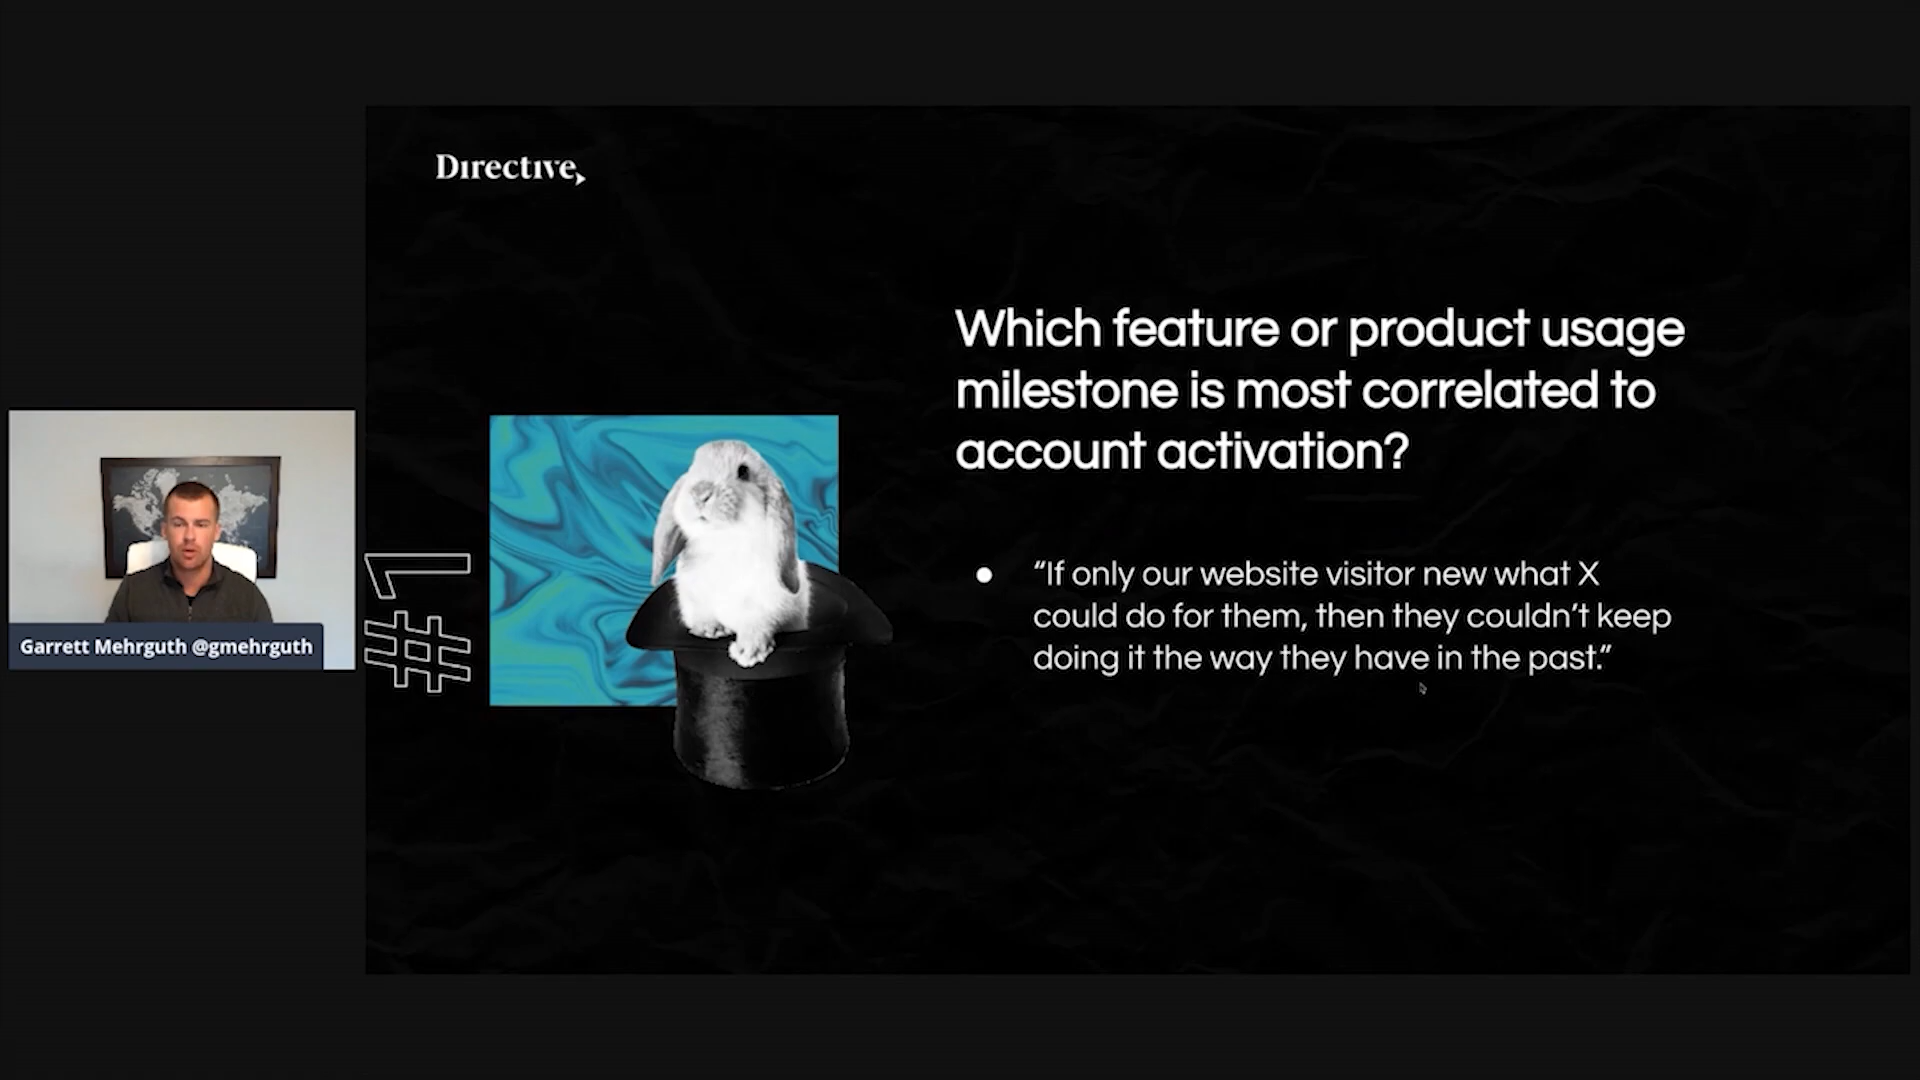 Directive
Which feature or product usage
milestone is most correlated to
account activation?
#1
● “If only our website visitor new what X
could do for them, then they couldn’t keep
doing it the way they have in the past.”
Garrett Mehrguth @gmehrguth